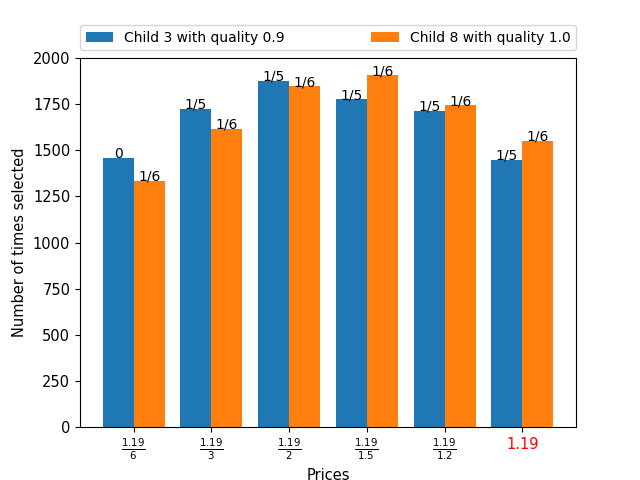 Child 3 with quality 0.9 Child 8 with quality 1.0
2000
1750
1500
1250
1000
750
500
250
0
Number of times selected
0 1/6 1/5 1/6 1/5 1/6 1/5 1/6 1/5 1/6 1/5 1/6
1.19/6 1.19/3 1.19/2 1.19/1.5 1.19/1.2 1.19
Prices